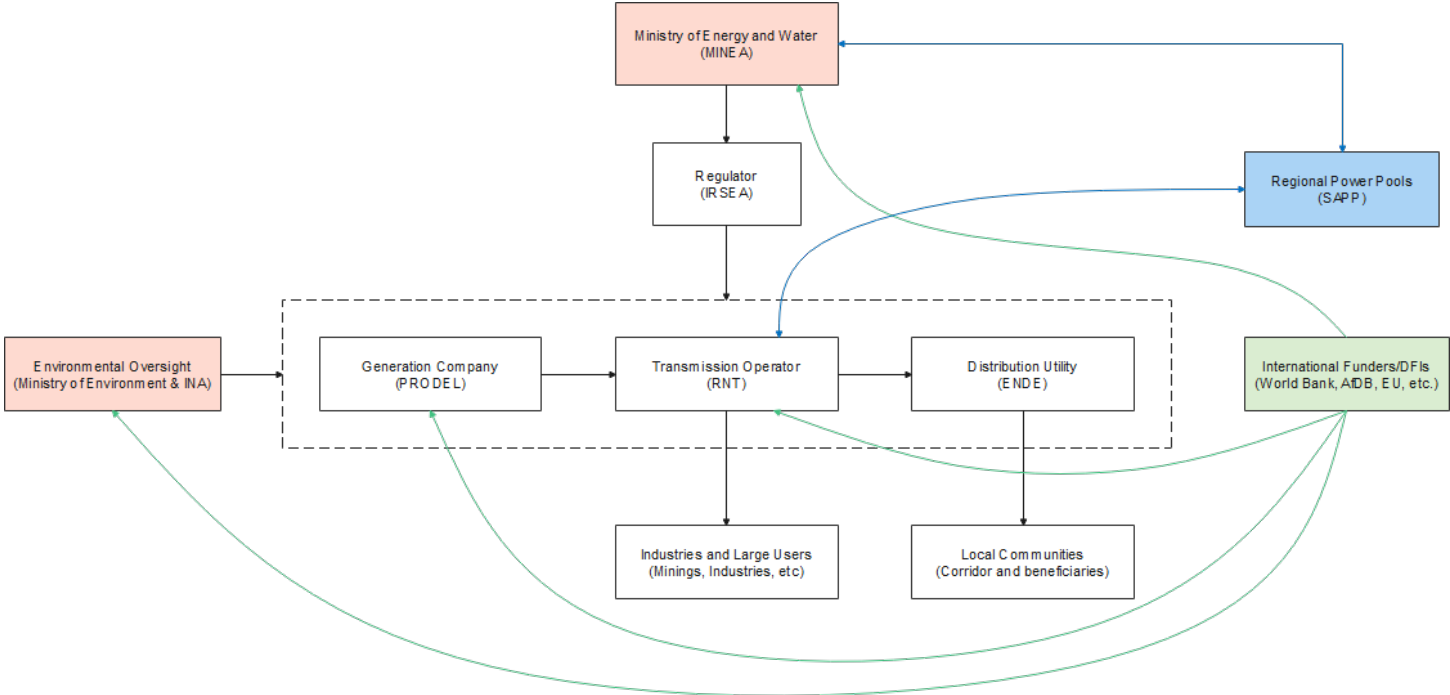 Ministry of Energy and Water
(MINEA)
Regulator
(IRSEA)
Regional Power Pools
(SAPP)
Environmental Oversight
(Ministry of Environment & INA)
Generation Company
(PRODEL)
Transmission Operator
(RNT)
Distribution Utility
(ENDE)
International Funders/DFIs
(World Bank, AfDB, EU, etc.)
Industries and Large Users
(Minings, Industries, etc)
Local Communities
(Corridor and beneficiaries)